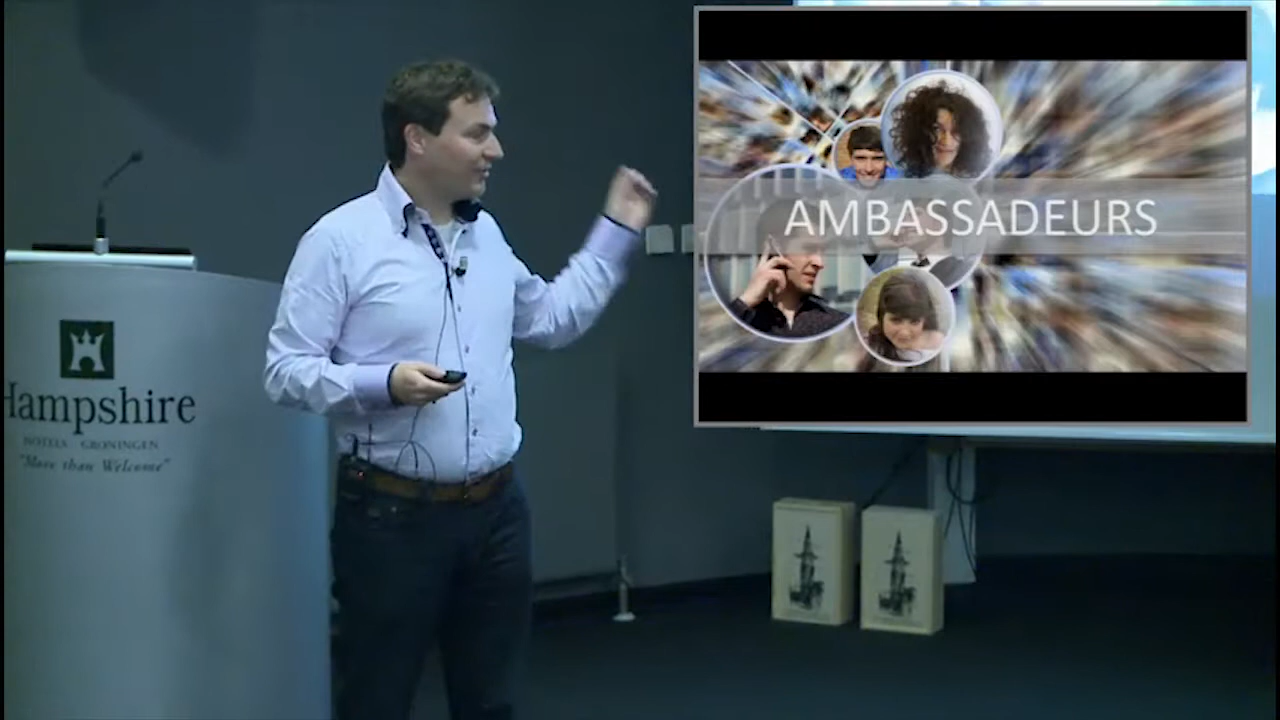 AMBASSADEURS
Hampshire
HOTELS GRONINGEN
"More than Welcome"